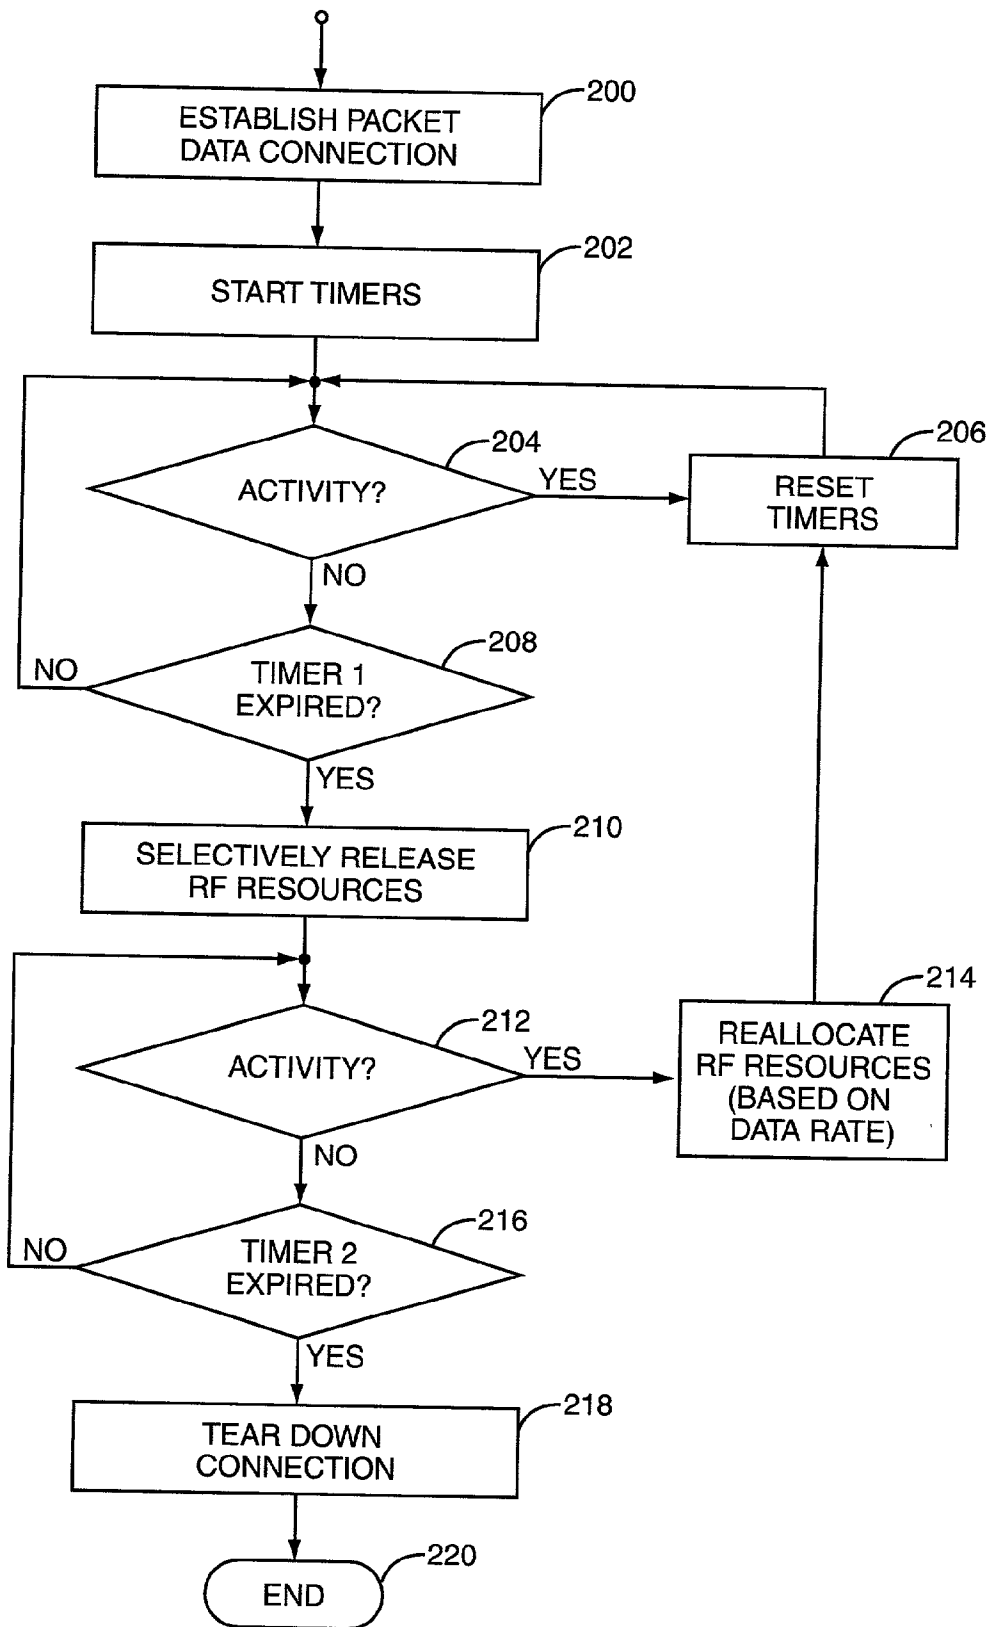 200
ESTABLISH PACKET
DATA CONNECTION
202
START TIMERS
204
ACTIVITY?
YES
206
RESET
TIMERS
NO
208
TIMER 1
EXPIRED?
NO
YES
210
SELECTIVELY RELEASE
RF RESOURCES
212
ACTIVITY?
YES
214
REALLOCATE
RF RESOURCES
(BASED ON
DATA RATE)
NO
216
TIMER 2
EXPIRED?
NO
YES
218
TEAR DOWN
CONNECTION
220
END